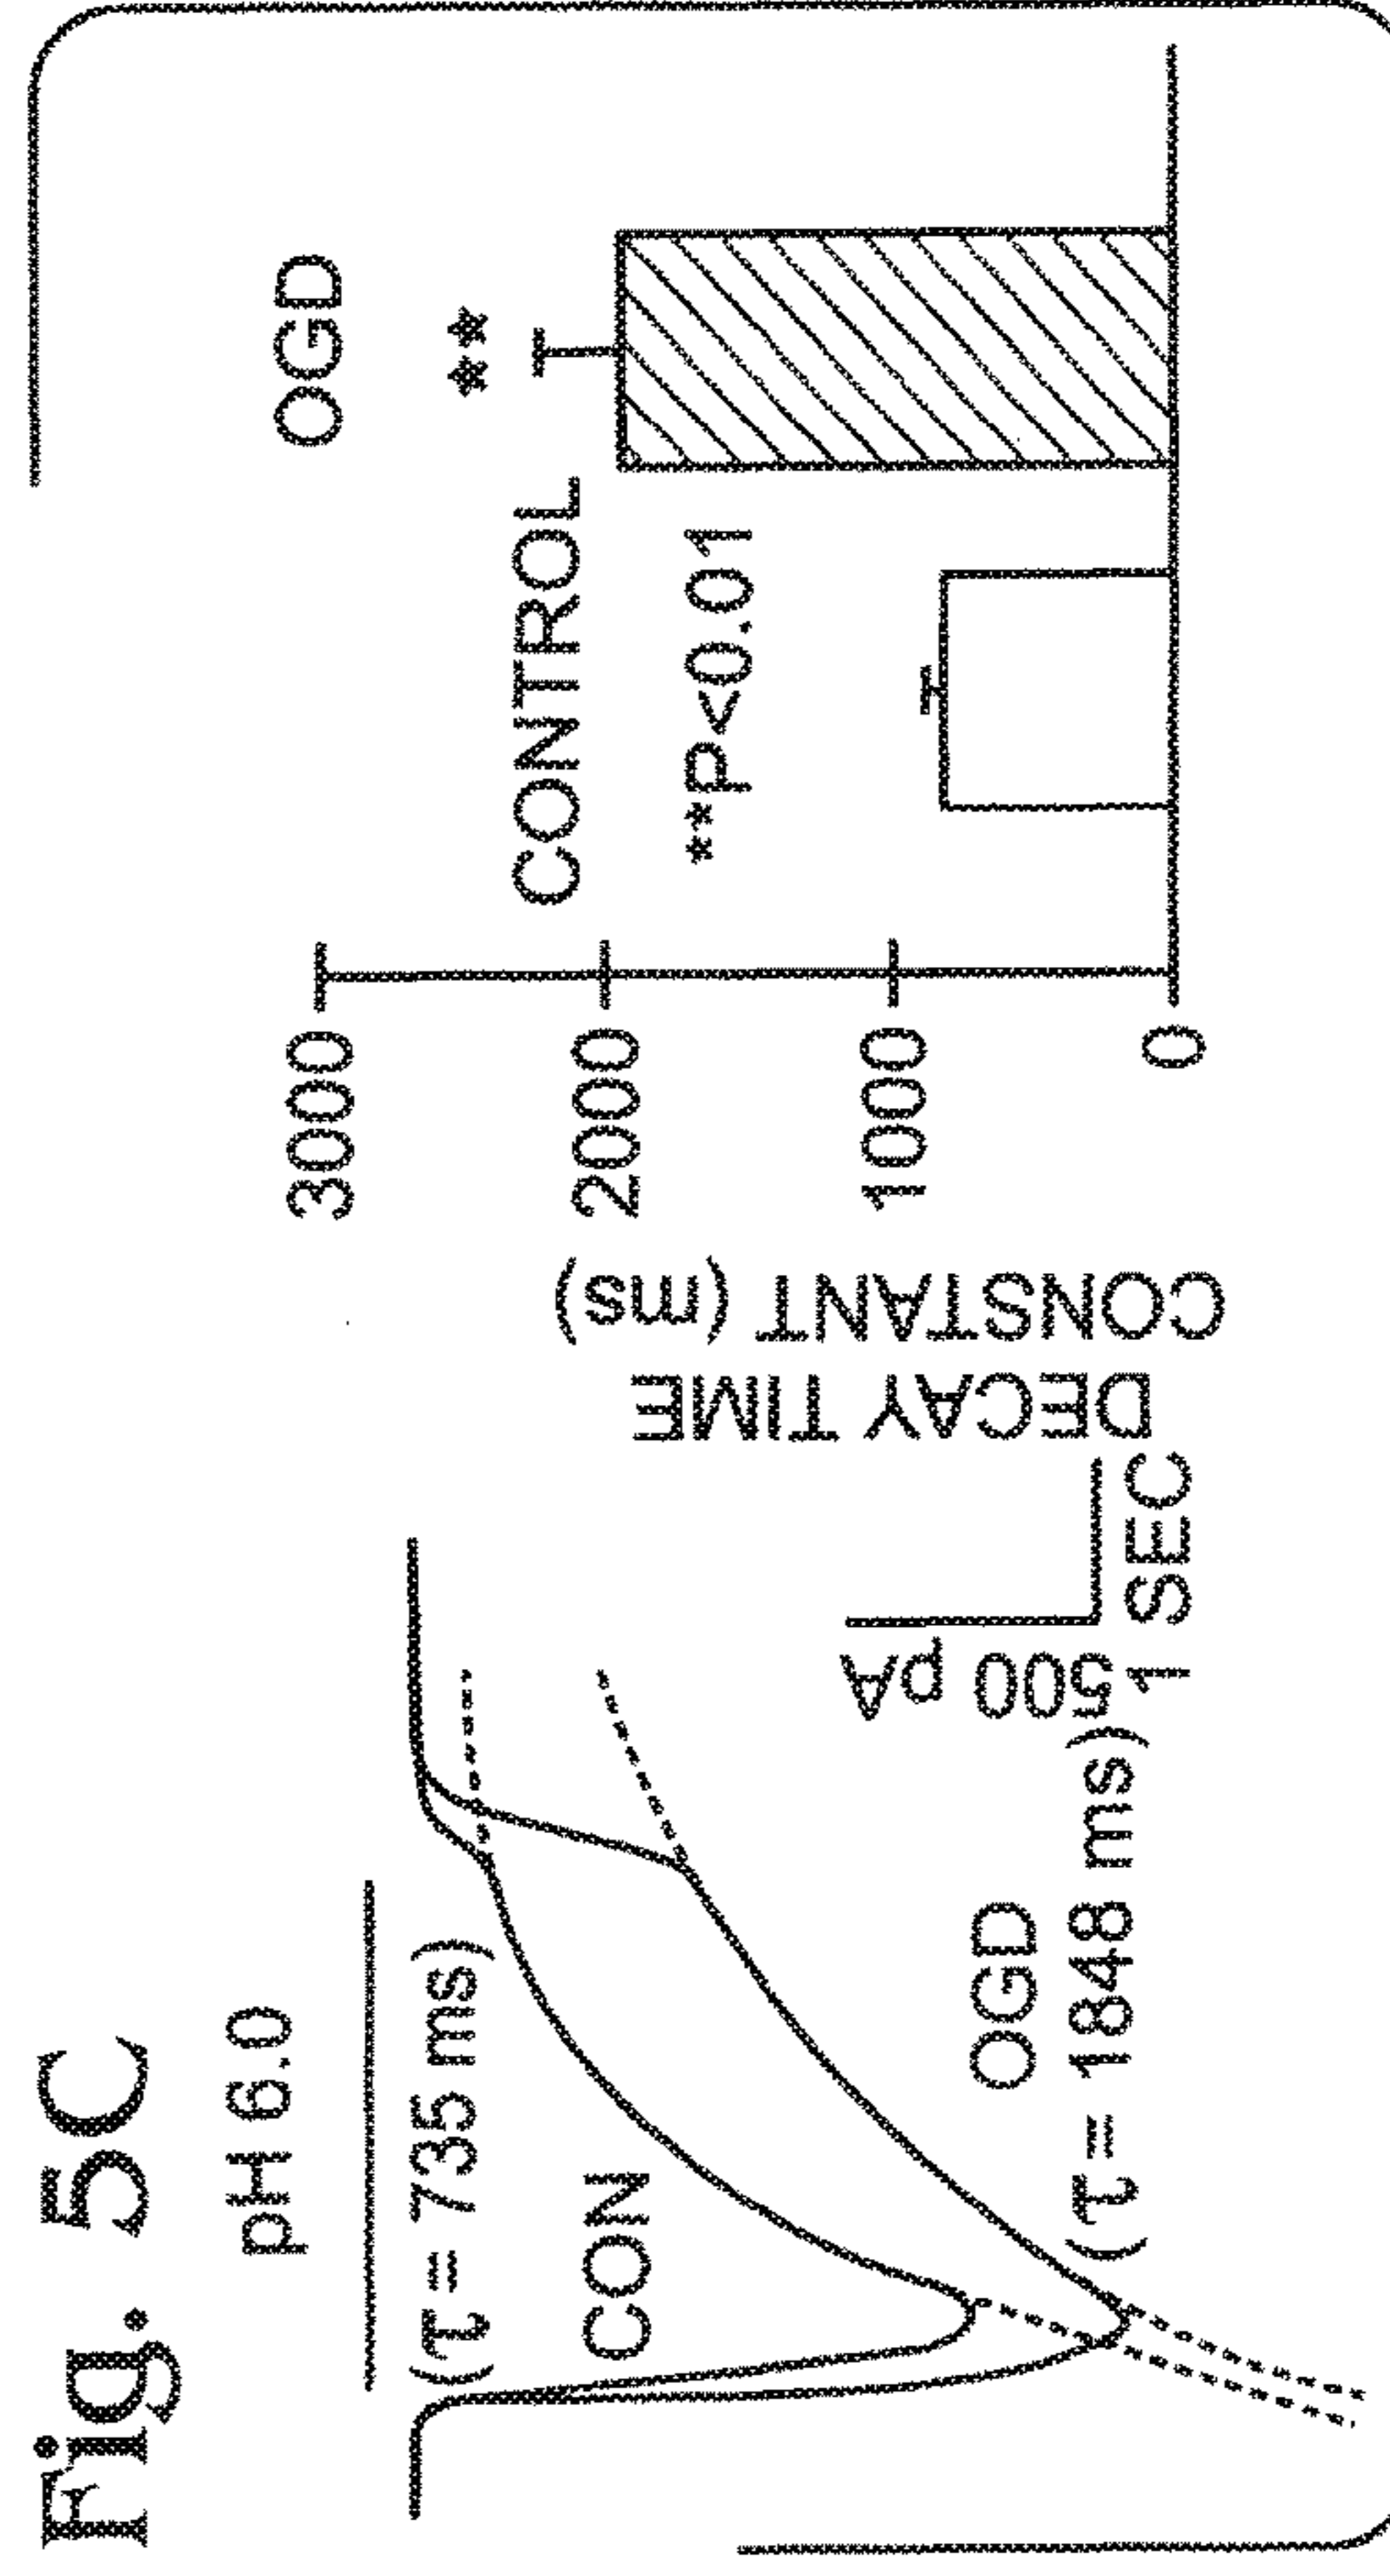 Fig. 5C
pH 6.0
(τ = 735 ms)
CON
OGD
(τ = 1848 ms)
500 pA
1 SEC
DECAY TIME
CONSTANT (ms)
3000
2000
1000
0
CONTROL
**P<0.01
OGD
**